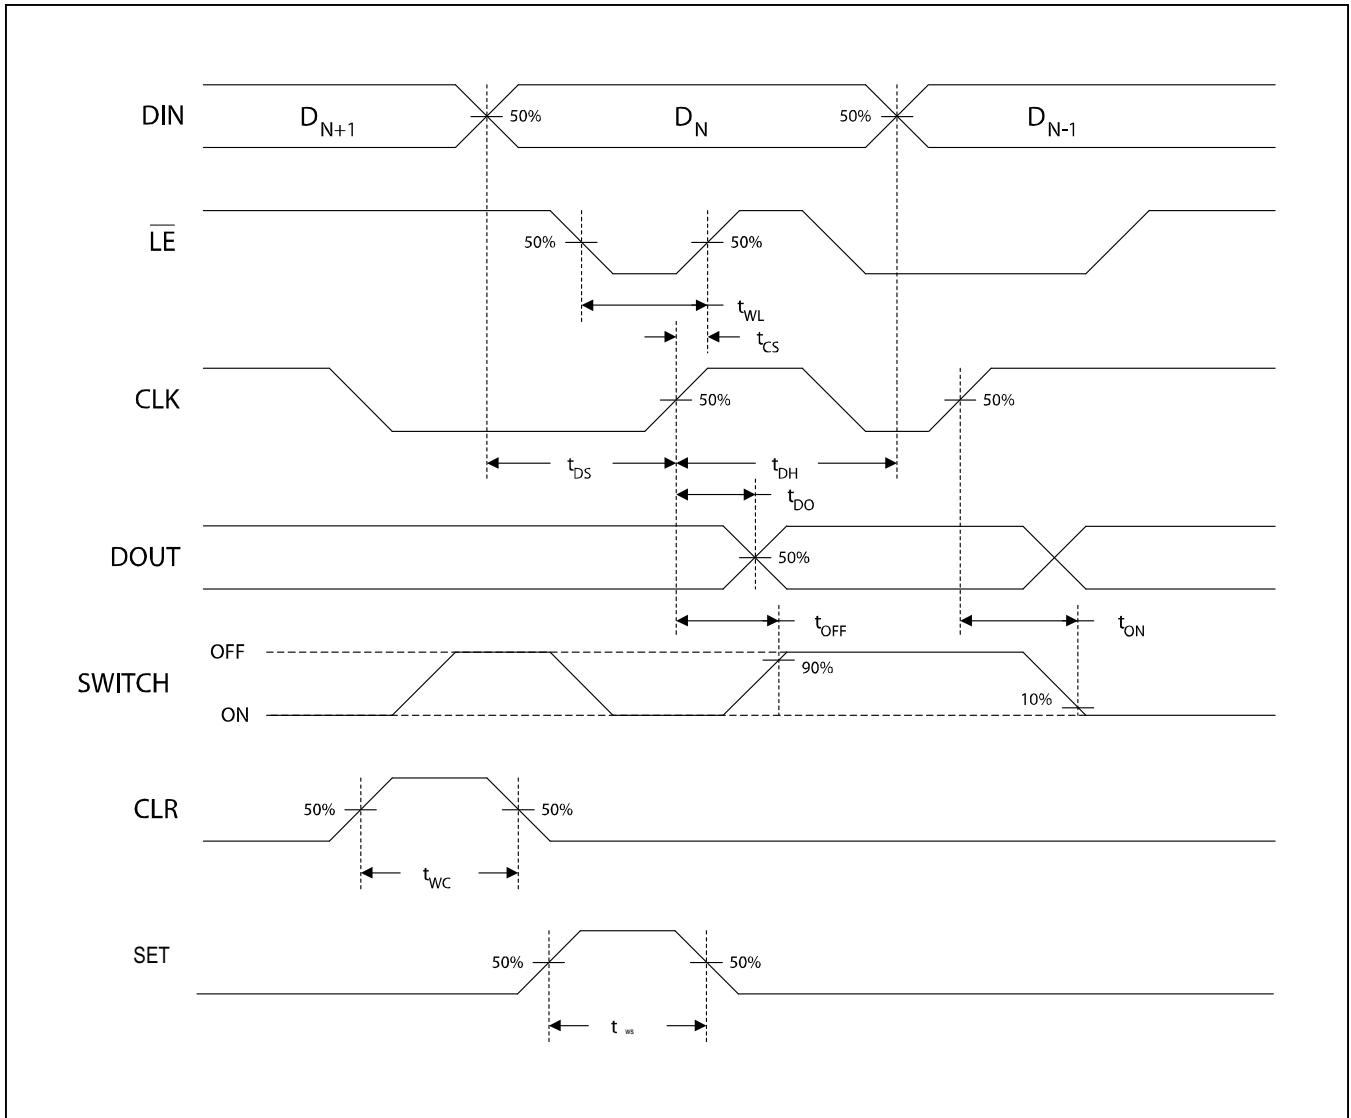 DIN D_N+1 50% D_N 50% D_N-1
LE 50% 50%
t_WL
t_CS
CLK 50% 50%
t_DS t_DH
t_DO
DOUT 50%
t_OFF t_ON
OFF
SWITCH 90%
ON 10%
CLR 50% 50%
t_WC
SET 50% 50%
t ws